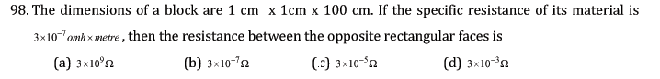 98. The dimensions of a block are 1 cm x 1cm x 100 cm. If the specific resistance of its material is
3×10⁻⁷ omh × metre, then the resistance between the opposite rectangular faces is
(a) 3×10⁹Ω (b) 3×10⁻⁷Ω (.c) 3×10⁻⁵Ω (d) 3×10⁻³Ω